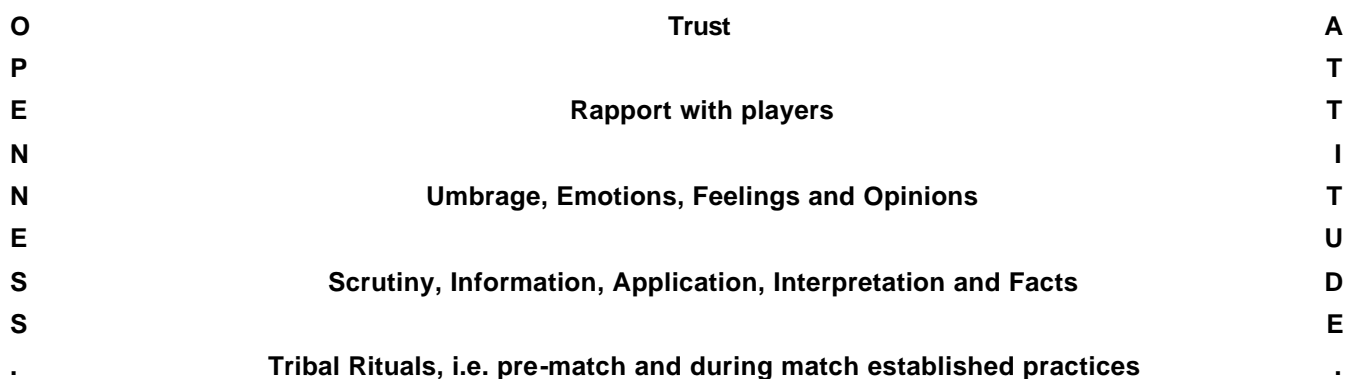 O Trust A
P T
E Rapport with players T
N I
N Umbrage, Emotions, Feelings and Opinions T
E U
S Scrutiny, Information, Application, Interpretation and Facts D
S E
. Tribal Rituals, i.e. pre-match and during match established practices .